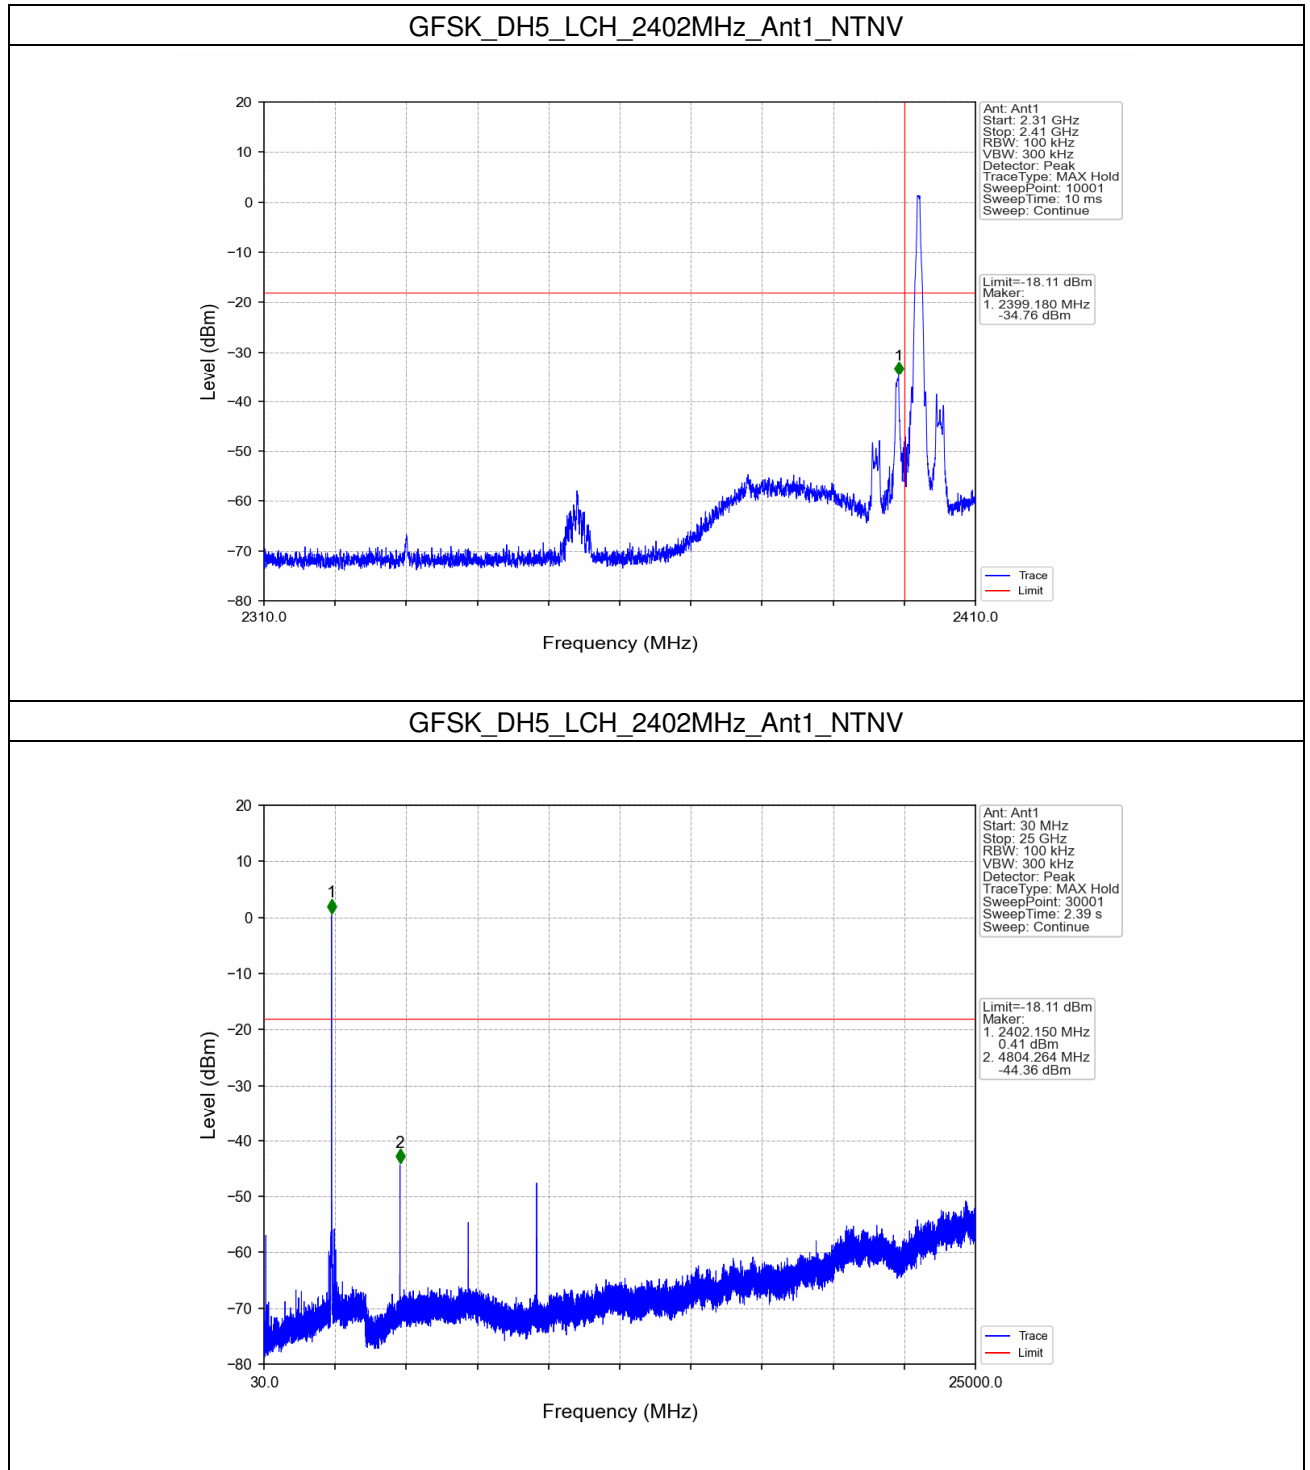 GFSK_DH5_LCH_2402MHz_Ant1_NTNV
20
10
0
−10
−20
−30
−40
−50
−60
−70
−80
Level (dBm)
1
2310.0
2410.0
Frequency (MHz)
Ant: Ant1
Start: 2.31 GHz
Stop: 2.41 GHz
RBW: 100 kHz
VBW: 300 kHz
Detector: Peak
TraceType: MAX Hold
SweepPoint: 10001
SweepTime: 10 ms
Sweep: Continue
Limit=-18.11 dBm
Maker:
1. 2399.180 MHz
-34.76 dBm
Trace
Limit
GFSK_DH5_LCH_2402MHz_Ant1_NTNV
20
10
0
−10
−20
−30
−40
−50
−60
−70
−80
Level (dBm)
1
2
30.0
25000.0
Frequency (MHz)
Ant: Ant1
Start: 30 MHz
Stop: 25 GHz
RBW: 100 kHz
VBW: 300 kHz
Detector: Peak
TraceType: MAX Hold
SweepPoint: 30001
SweepTime: 2.39 s
Sweep: Continue
Limit=-18.11 dBm
Maker:
1. 2402.150 MHz
0.41 dBm
2. 4804.264 MHz
-44.36 dBm
Trace
Limit